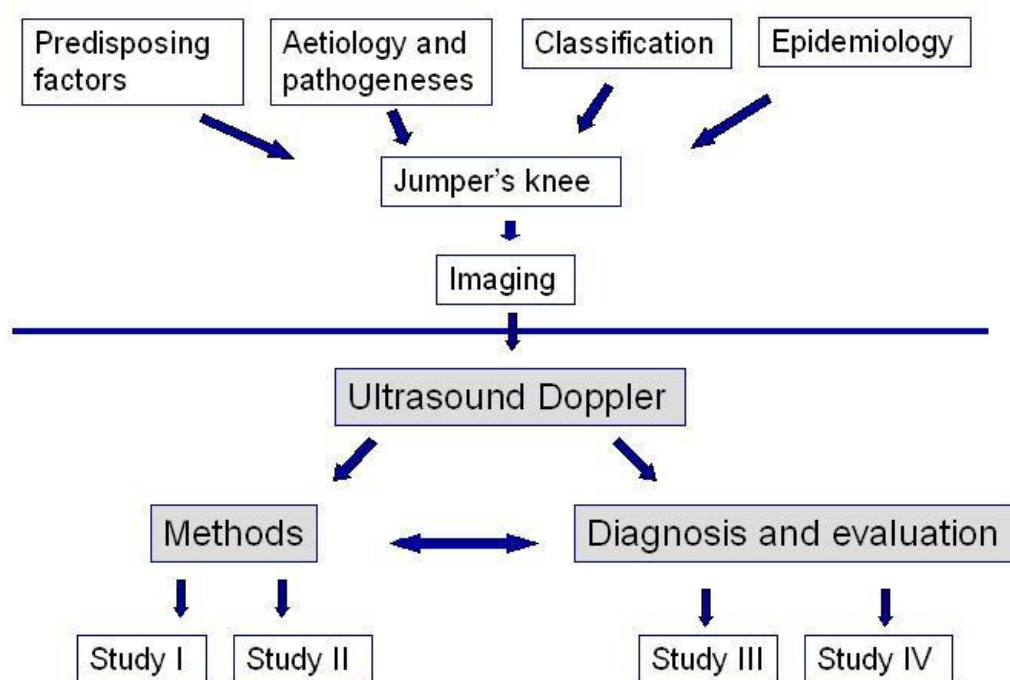 Predisposing
factors
Aetiology and
pathogeneses
Classification
Epidemiology
Jumper's knee
Imaging
Ultrasound Doppler
Methods
Diagnosis and evaluation
Study I
Study II
Study III
Study IV